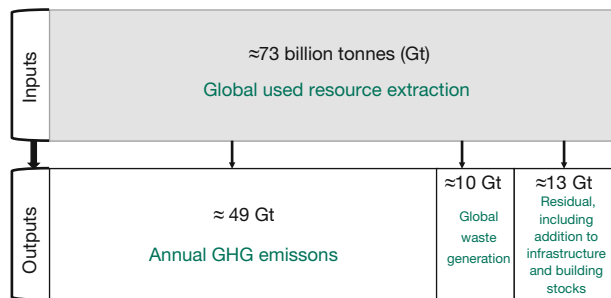 Inputs
≈73 billion tonnes (Gt)
Global used resource extraction
Outputs
≈ 49 Gt
Annual GHG emissons
≈10 Gt
Global
waste
generation
≈13 Gt
Residual,
including
addition to
infrastructure
and building
stocks